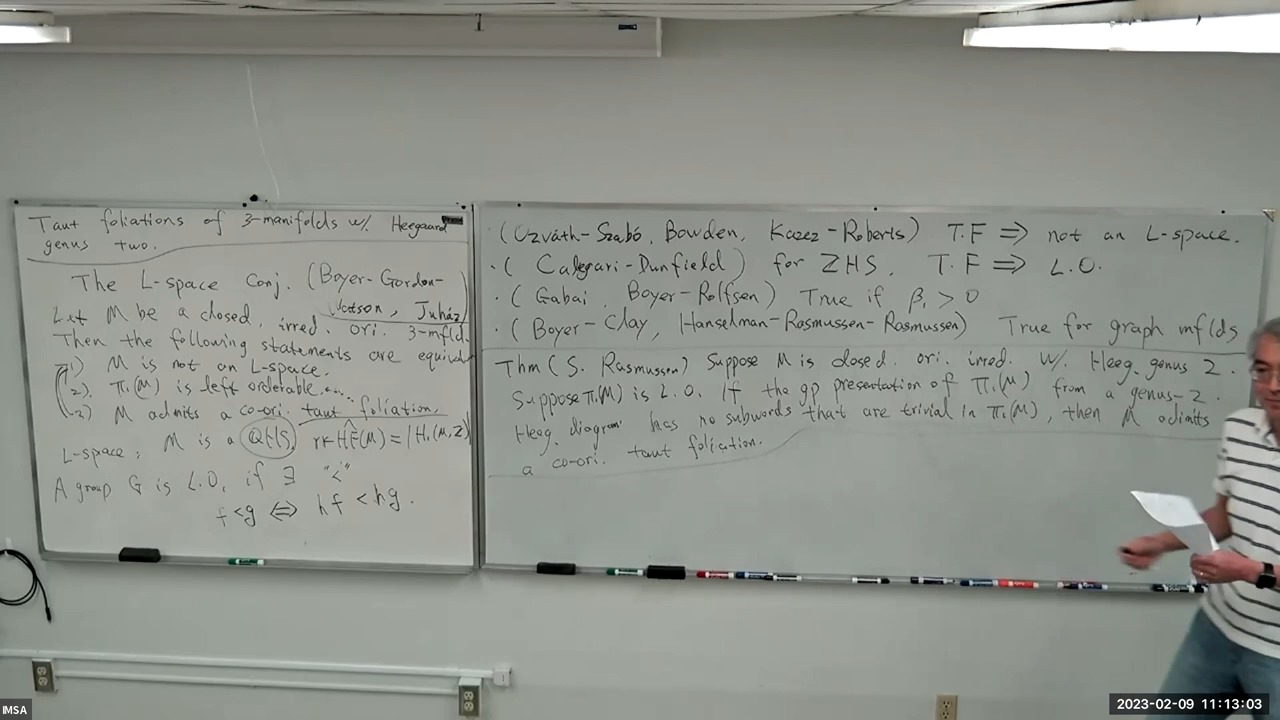 Taut foliations of 3-manifolds w/. Heegaard
genus two.
The L-space Conj. (Boyer-Gordon-
Watson, Juház)
Let M be a closed, irred. ori. 3-mfld.
Then the following statements are equival
1) M is not an L-space.
2). π₁(M) is left orderable....
3) M admits a co-ori. taut foliation.
L-space; M is a QHS, rk ĤF(M) = |H₁(M,Z)|
A group G is L.O. if ∃ "<"
f<g ⇔ hf < hg.
· (Ozváth-Szabó, Bowden, Kazez-Roberts) T.F ⇒ not an L-space.
· ( Calegari-Dunfield ) for ZHS, T.F ⇒ L.O.
· ( Gabai, Boyer-Rolfsen) True if β₁ > 0
· (Boyer-Clay, Hanselman-Rasmussen-Rasmussen) True for graph mflds
Thm (S. Rasmussen) Suppose M is closed. ori. irred. w/. Heeg. genus 2.
Suppose π₁(M) is L.O. If the gp presentation of π₁(M) from a genus-2.
Heeg. diagram has no subwords that are trivial in π₁(M), then M admits
a co-ori. taut foliation.
IMSA
2023-02-09 11:13:03